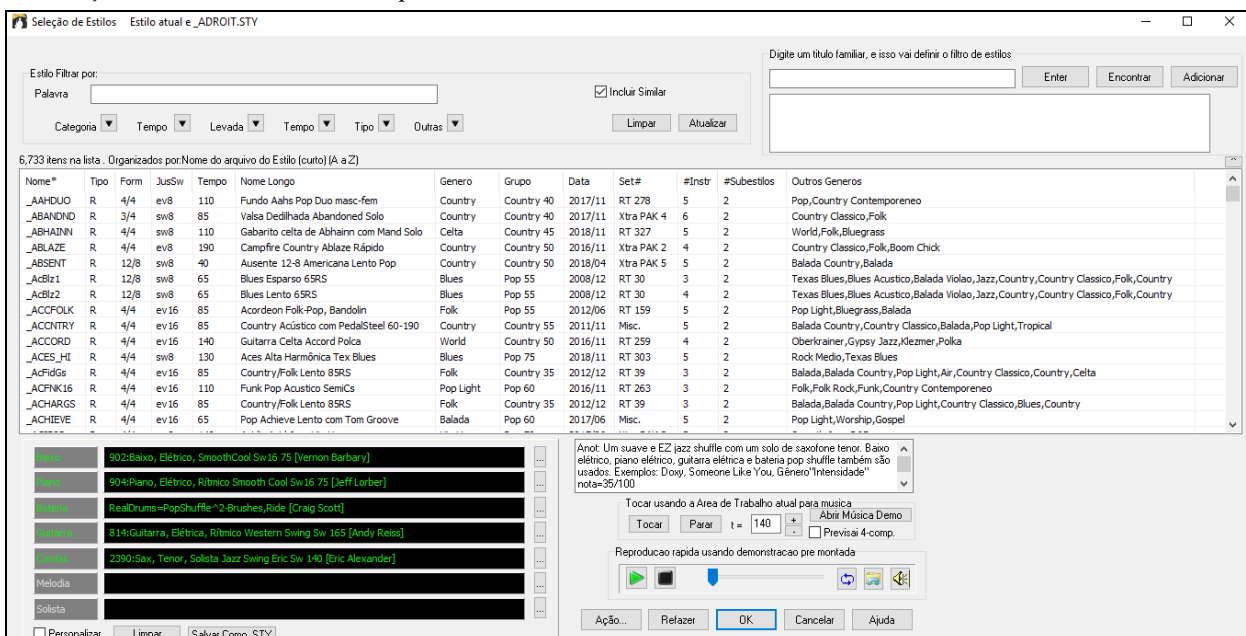 Seleção de Estilos Estilo atual e _ADROIT.STY
Digite um titulo familiar, e isso vai definir o filtro de estilos
Enter Encontrar Adicionar
Estilo Filtrar por:
Palavra
Incluir Similar
Categoria Tempo Levada Tempo Tipo Outras Limpar Atualizar
6,733 itens na lista . Organizados por:Nome do arquivo do Estilo (curto) (A a Z)
Nome* Tipo Form JusSw Tempo Nome Longo Genero Grupo Data Set# #Instr #Subestilos Outros Generos
_AAHDUO R 4/4 ev8 110 Fundo Aahs Pop Duo masc-fem Country Country 40 2017/11 RT 278 5 2 Pop,Country Contemporeneo
_ABANDND R 3/4 sw8 85 Valsa Dedilhada Abandoned Solo Country Country 40 2017/11 Xtra PAK 4 6 2 Country Classico,Folk
_ABHAINN R 4/4 sw8 110 Gabarito celta de Abhainn com Mand Solo Celta Country 45 2018/11 RT 327 5 2 World,Folk,Bluegrass
_ABLAZE R 4/4 ev8 190 Campfire Country Ablaze Rápido Country Country 50 2016/11 Xtra PAK 2 4 2 Country Classico,Folk,Boom Chick
_ABSENT R 12/8 sw8 40 Ausente 12-8 Americana Lento Pop Country Country 50 2018/04 Xtra PAK 5 5 2 Balada Country,Balada
_AcBlz1 R 12/8 sw8 65 Blues Esparso 65RS Blues Pop 55 2008/12 RT 30 3 2 Texas Blues,Blues Acustico,Balada Violao,Jazz,Country,Country Classico,Folk,Country
_AcBlz2 R 12/8 sw8 65 Blues Lento 65RS Blues Pop 55 2008/12 RT 30 4 2 Texas Blues,Blues Acustico,Balada Violao,Jazz,Country,Country Classico,Folk,Country
_ACCFOLK R 4/4 ev16 85 Acordeon Folk-Pop, Bandolin Folk Pop 55 2012/06 RT 159 5 2 Pop Light,Bluegrass,Balada
_ACCNTRY R 4/4 ev16 85 Country Acústico com PedalSteel 60-190 Country Country 55 2011/11 Misc. 5 2 Balada Country,Country Classico,Balada,Pop Light,Tropical
_ACCORD R 4/4 ev16 140 Guitarra Celta Accord Polca World Country 50 2016/11 RT 259 4 2 Oberkrainer,Gypsy Jazz,Klezmer,Polka
_ACES_HI R 4/4 sw8 130 Aces Alta Harmônica Tex Blues Blues Pop 75 2018/11 RT 303 5 2 Rock Medio,Texas Blues
_AcFidGs R 4/4 ev16 85 Country/Folk Lento 85RS Folk Country 35 2012/12 RT 39 3 2 Balada,Balada Country,Pop Light,Air,Country Classico,Country,Celta
_ACFNK16 R 4/4 ev16 110 Funk Pop Acustico SemiCs Pop Light Pop 60 2016/11 RT 263 3 2 Folk,Folk Rock,Funk,Country Contemporeneo
_ACHARGS R 4/4 ev16 85 Country/Folk Lento 85RS Folk Country 35 2012/12 RT 39 3 2 Balada,Balada Country,Pop Light,Country Classico,Blues,Country
_ACHIEVE R 4/4 ev16 65 Pop Achieve Lento com Tom Groove Balada Pop 60 2017/06 Misc. 5 2 Pop Light,Worship,Gospel
Baixo 902:Baixo, Elétrico, SmoothCool Sw16 75 [Vernon Barbary] ...
Piano 904:Piano, Elétrico, Rítmico Smooth Cool Sw16 75 [Jeff Lorber] ...
Bateria RealDrums=PopShuffle^2-Brushes,Ride [Craig Scott] ...
Guitarra 814:Guitarra, Elétrica, Rítmico Western Swing Sw 165 [Andy Reiss] ...
Cordas 2390:Sax, Tenor, Solista Jazz Swing Eric Sw 140 [Eric Alexander] ...
Melodia ...
Solista ...
Personalizar Limpar Salvar Como .STY
Anot: Um suave e EZ jazz shuffle com um solo de saxofone tenor. Baixo
elétrico, piano elétrico, guitarra elétrica e bateria pop shuffle também são
usados. Exemplos: Doxy, Someone Like You, Gênero"Intensidade"
nota=35/100
Tocar usando a Area de Trabalho atual para musica
Tocar Parar t = 140 + - Abrir Música Demo
Previsai 4-comp.
Reproducao rapida usando demonstracao pre montada
Ação... Refazer OK Cancelar Ajuda